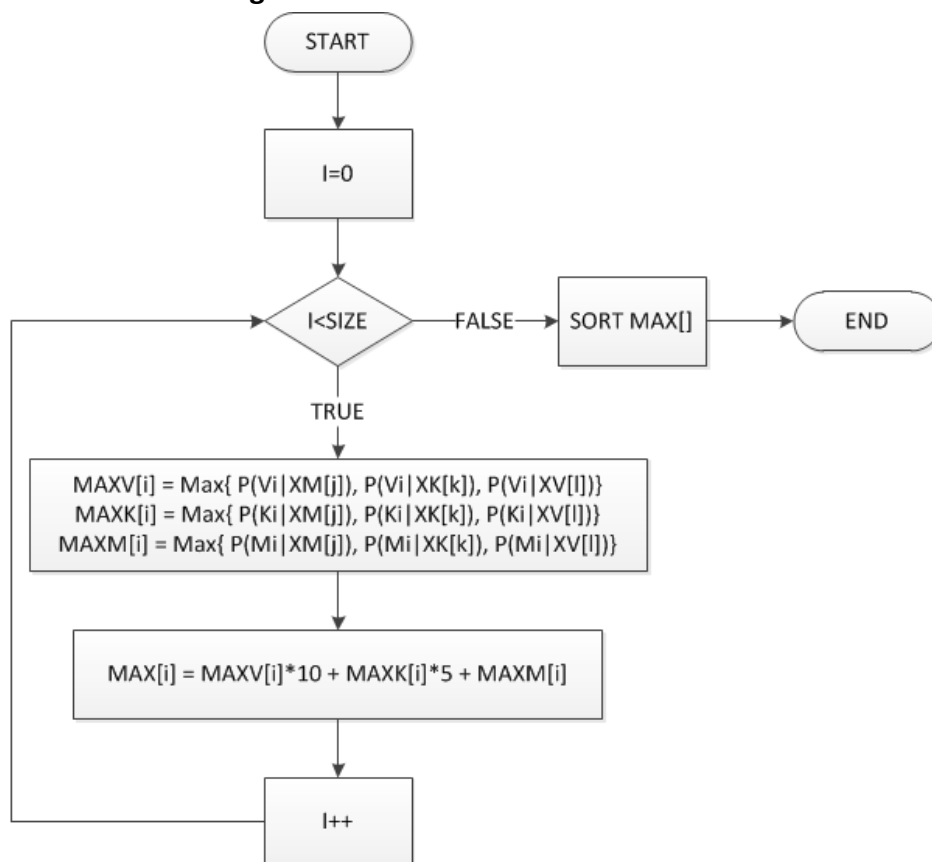 START
I=0
I<SIZE
FALSE
SORT MAX[]
END
TRUE
MAXV[i] = Max{ P(Vi|XM[j]), P(Vi|XK[k]), P(Vi|XV[l])}
MAXK[i] = Max{ P(Ki|XM[j]), P(Ki|XK[k]), P(Ki|XV[l])}
MAXM[i] = Max{ P(Mi|XM[j]), P(Mi|XK[k]), P(Mi|XV[l])}
MAX[i] = MAXV[i]*10 + MAXK[i]*5 + MAXM[i]
I++